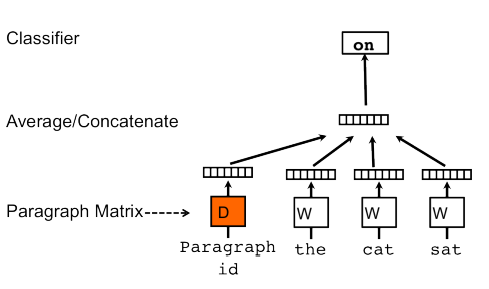 Classifier
on
Average/Concatenate
Paragraph Matrix
D
W
W
W
Paragraph
id
the
cat
sat